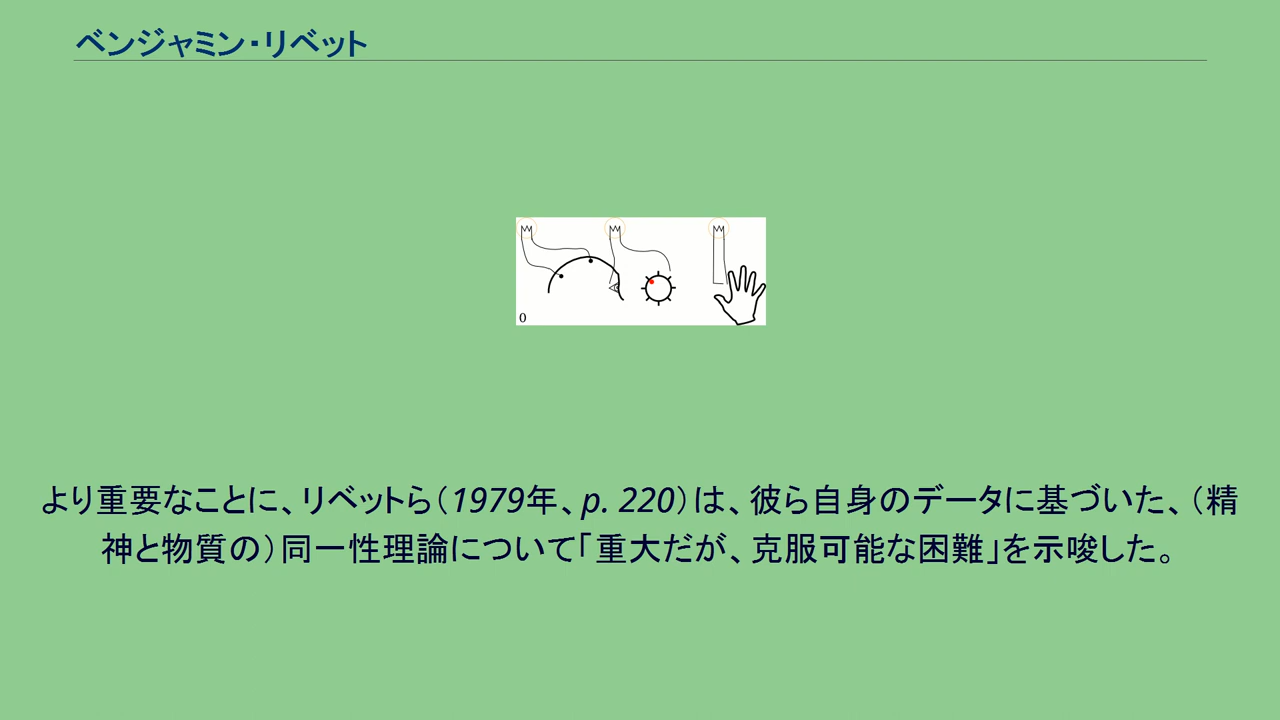 ベンジャミン・リベット
0
より重要なことに、リベットら（1979年、p. 220）は、彼ら自身のデータに基づいた、（精
神と物質の）同一性理論について「重大だが、克服可能な困難」を示唆した。